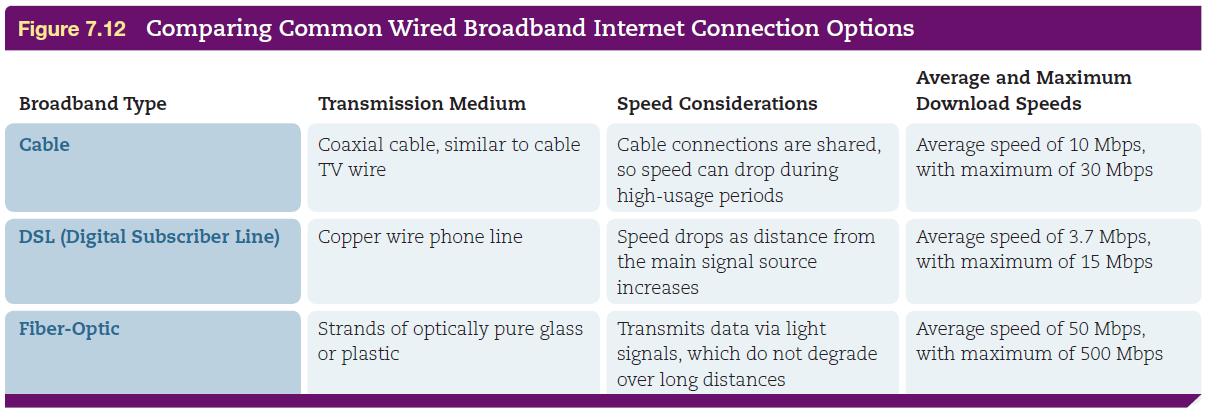 Figure 7.12 Comparing Common Wired Broadband Internet Connection Options
Broadband Type
Transmission Medium
Speed Considerations
Average and Maximum
Download Speeds
Cable
Coaxial cable, similar to cable
TV wire
Cable connections are shared,
so speed can drop during
high-usage periods
Average speed of 10 Mbps,
with maximum of 30 Mbps
DSL (Digital Subscriber Line)
Copper wire phone line
Speed drops as distance from
the main signal source
increases
Average speed of 3.7 Mbps,
with maximum of 15 Mbps
Fiber-Optic
Strands of optically pure glass
or plastic
Transmits data via light
signals, which do not degrade
over long distances
Average speed of 50 Mbps,
with maximum of 500 Mbps